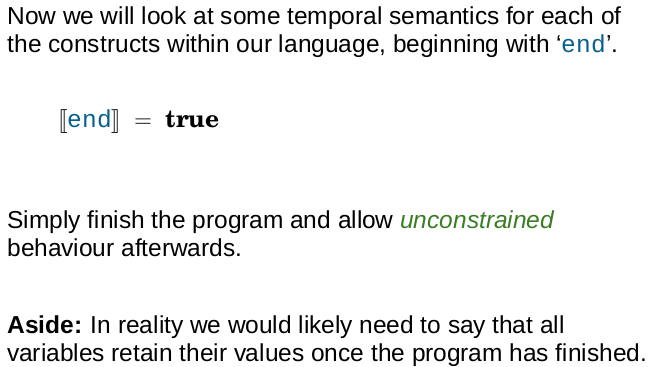 Now we will look at some temporal semantics for each of
the constructs within our language, beginning with ‘end’.
⟦end⟧ = true
Simply finish the program and allow unconstrained
behaviour afterwards.
Aside: In reality we would likely need to say that all
variables retain their values once the program has finished.